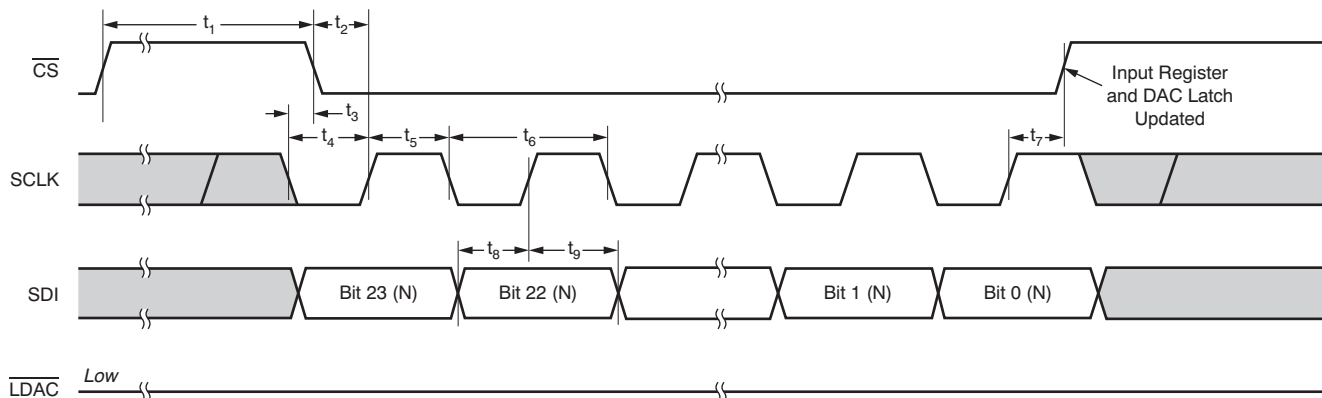 t1
t2
CS
Input Register
and DAC Latch
Updated
t3
t4
t5
t6
t7
SCLK
t8
t9
SDI
Bit 23 (N)
Bit 22 (N)
Bit 1 (N)
Bit 0 (N)
LDAC
Low